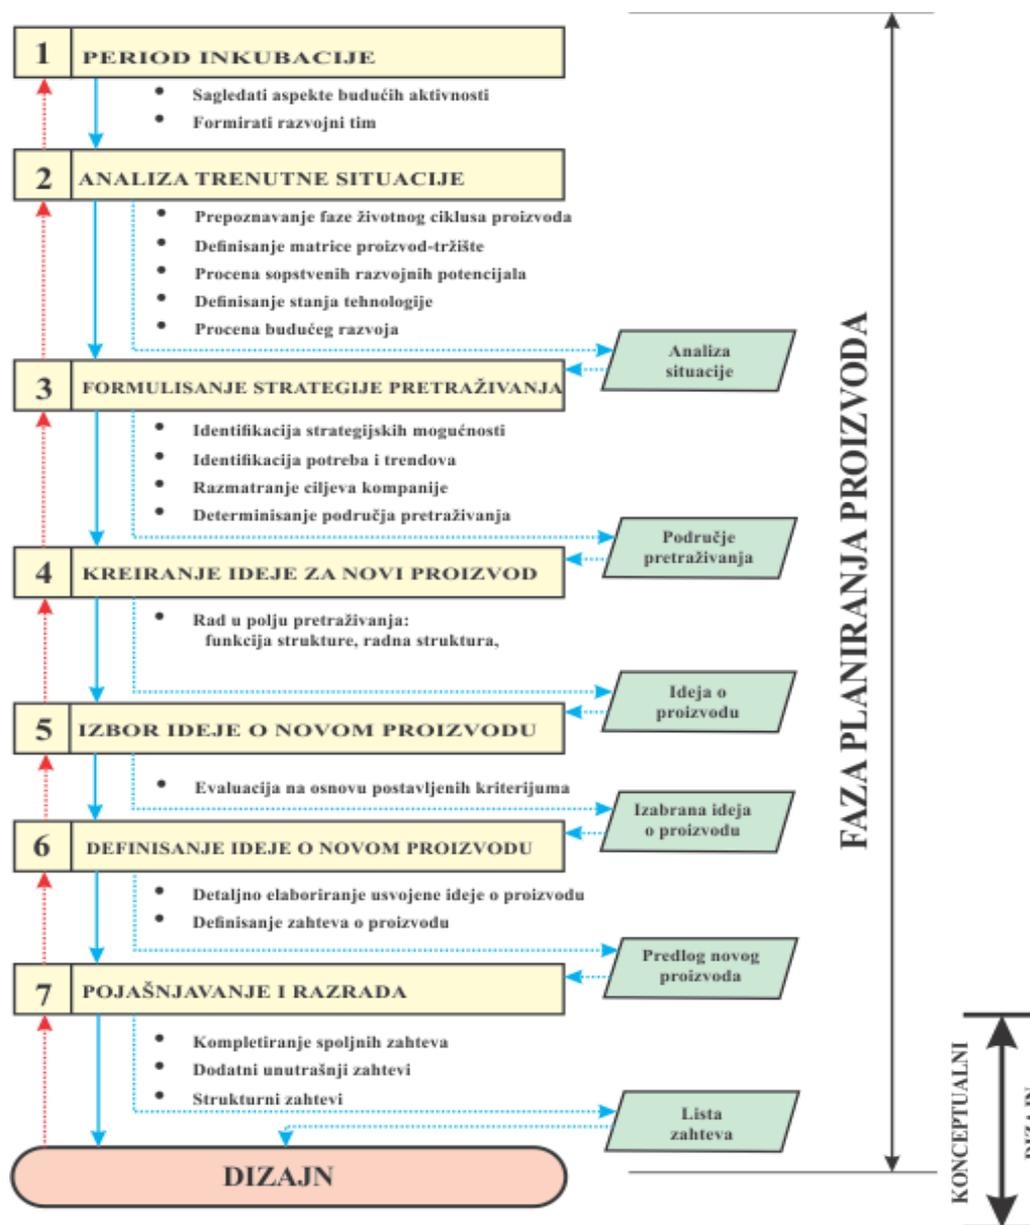 1 PERIOD INKUBACIJE
• Sagledati aspekte budućih aktivnosti
• Formirati razvojni tim
2 ANALIZA TRENUTNE SITUACIJE
• Prepoznavanje faze životnog ciklusa proizvoda
• Definisanje matrice proizvod-tržište
• Procena sopstvenih razvojnih potencijala
• Definisanje stanja tehnologije
• Procena budućeg razvoja
Analiza
situacije
3 FORMULISANJE STRATEGIJE PRETRAŽIVANJA
• Identifikacija strategijskih mogućnosti
• Identifikacija potreba i trendova
• Razmatranje ciljeva kompanije
• Determinisanje područja pretraživanja
Područje
pretraživanja
4 KREIRANJE IDEJE ZA NOVI PROIZVOD
• Rad u polju pretraživanja:
funkcija strukture, radna struktura,
Ideja o
proizvodu
5 IZBOR IDEJE O NOVOM PROIZVODU
• Evaluacija na osnovu postavljenih kriterijuma
Izabrana ideja
o proizvodu
6 DEFINISANJE IDEJE O NOVOM PROIZVODU
• Detaljno elaboriranje usvojene ideje o proizvodu
• Definisanje zahteva o proizvodu
Predlog novog
proizvoda
7 POJAŠNJAVANJE I RAZRADA
• Kompletiranje spoljnih zahteva
• Dodatni unutrašnji zahtevi
• Strukturni zahtevi
Lista
zahteva
DIZAJN
FAZA PLANIRANJA PROIZVODA
KONCEPTUALNI